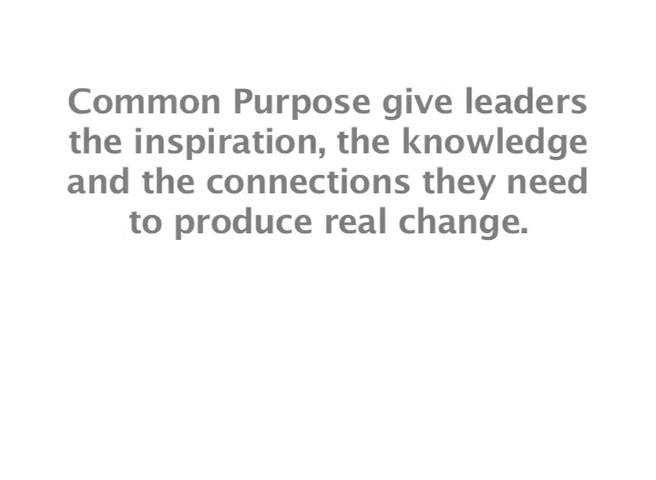 Common Purpose give leaders
the inspiration, the knowledge
and the connections they need
to produce real change.